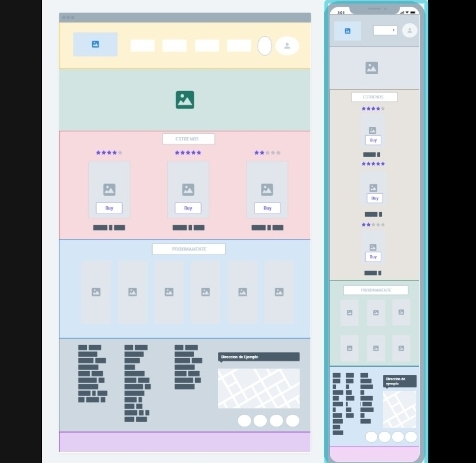 ESTRENOS
Buy
Buy
Buy
PROXIMAMENTE
Direccion de Ejemplo
ESTRENOS
Buy
Buy
Buy
PROXIMAMENTE
Direccion de
Ejemplo